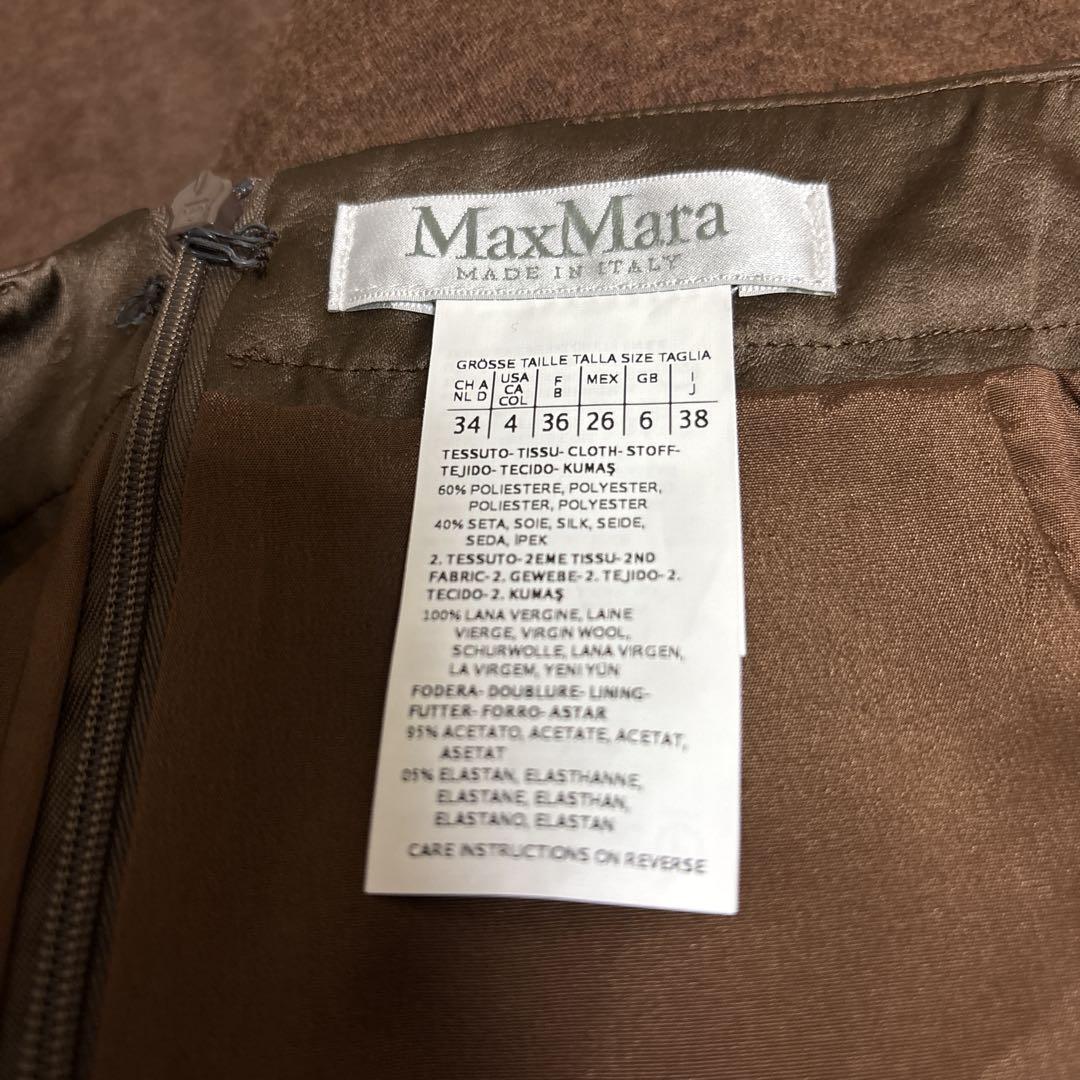 MaxMara
MADE IN ITALY
GRÖSSE TAILLE TALLA SIZE TAGLIA
CH A NL D USA CA COL F B MEX GB I J
34 4 36 26 6 38
TESSUTO- TISSU- CLOTH- STOFF-
TEJIDO- TECIDO- KUMAŞ
60% POLIESTERE, POLYESTER,
POLIESTER, POLYESTER
40% SETA, SOIE, SILK, SEIDE,
SEDA, İPEK
2. TESSUTO- 2EME TISSU- 2ND
FABRIC- 2. GEWEBE- 2. TEJIDO- 2.
TECIDO- 2. KUMAŞ
100% LANA VERGINE, LAINE
VIERGE, VIRGIN WOOL,
SCHURWOLLE, LANA VIRGEN,
LA VIRGEM, YENI YÜN
FODERA- DOUBLURE- LINING-
FUTTER- FORRO- ASTAR
95% ACETATO, ACETATE, ACETAT,
ASETAT
05% ELASTAN, ELASTHANNE,
ELASTANE, ELASTHAN,
ELASTANO, ELASTAN
CARE INSTRUCTIONS ON REVERSE